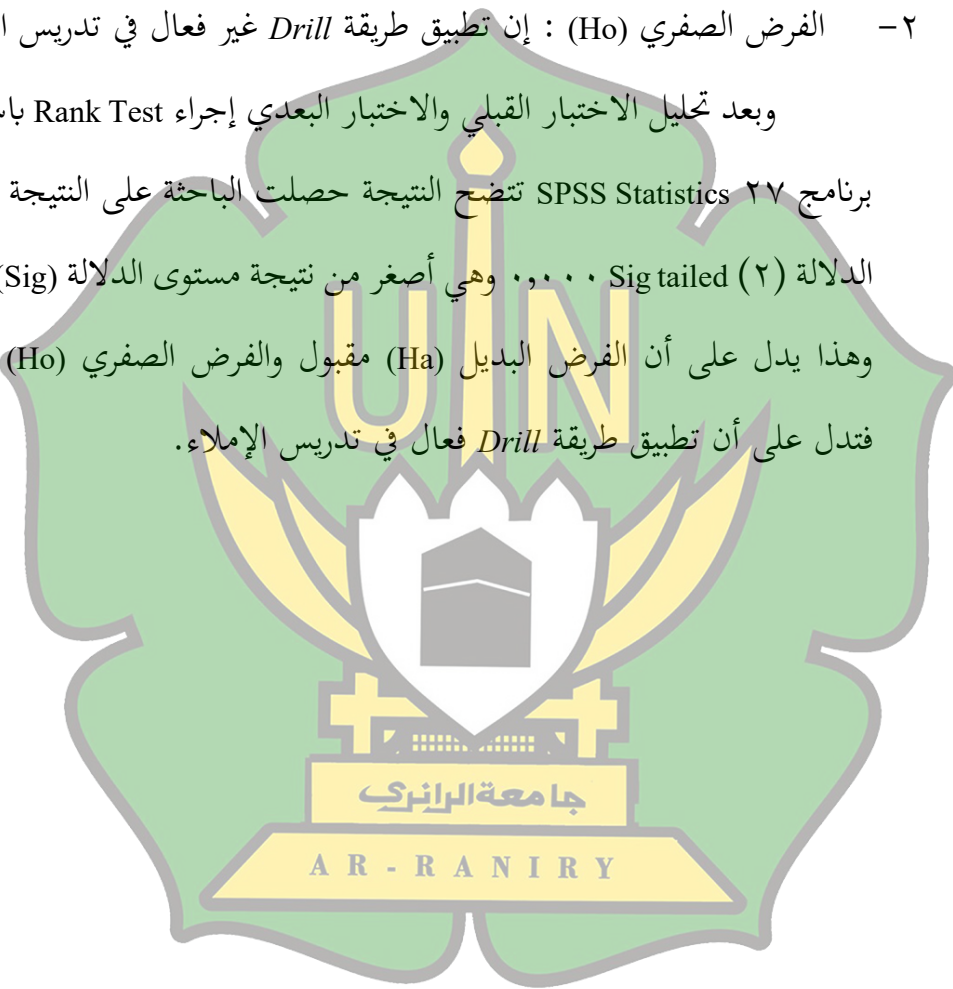 ٢- الفرض الصفري (Ho) : إن تطبيق طريقة Drill غير فعال في تدريس
وبعد تحليل الاختبار القبلي والاختبار البعدي إجراء Rank Test
برنامج SPSS Statistics ٢٧ تتضح النتيجة حصلت الباحثة على النتيجة
الدلالة Sig tailed (٢) ٠,٠٠٠ وهي أصغر من نتيجة مستوى الدلالة (Sig)
وهذا يدل على أن الفرض البديل (Ha) مقبول والفرض الصفري (Ho)
فتدل على أن تطبيق طريقة Drill فعال في تدريس الإملاء.
UIN
جامعة الرانري
AR-RANIRY